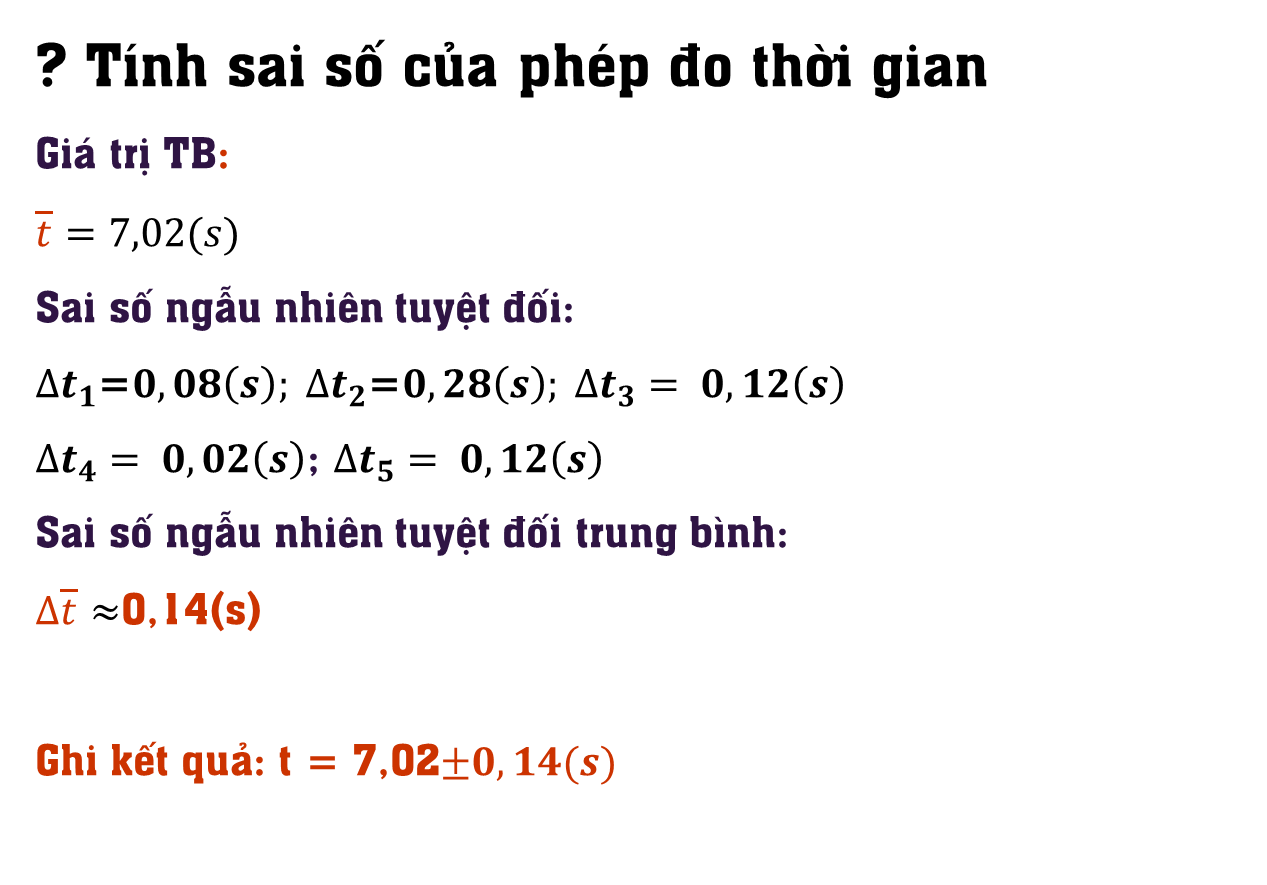 ? Tính sai số của phép đo thời gian
Giá trị TB:
t̅ = 7,02(s)
Sai số ngẫu nhiên tuyệt đối:
Δt₁=0,08(s); Δt₂=0,28(s); Δt₃ = 0,12(s)
Δt₄ = 0,02(s); Δt₅ = 0,12(s)
Sai số ngẫu nhiên tuyệt đối trung bình:
Δt̅ ≈0,14(s)
Ghi kết quả: t = 7,02±0,14(s)